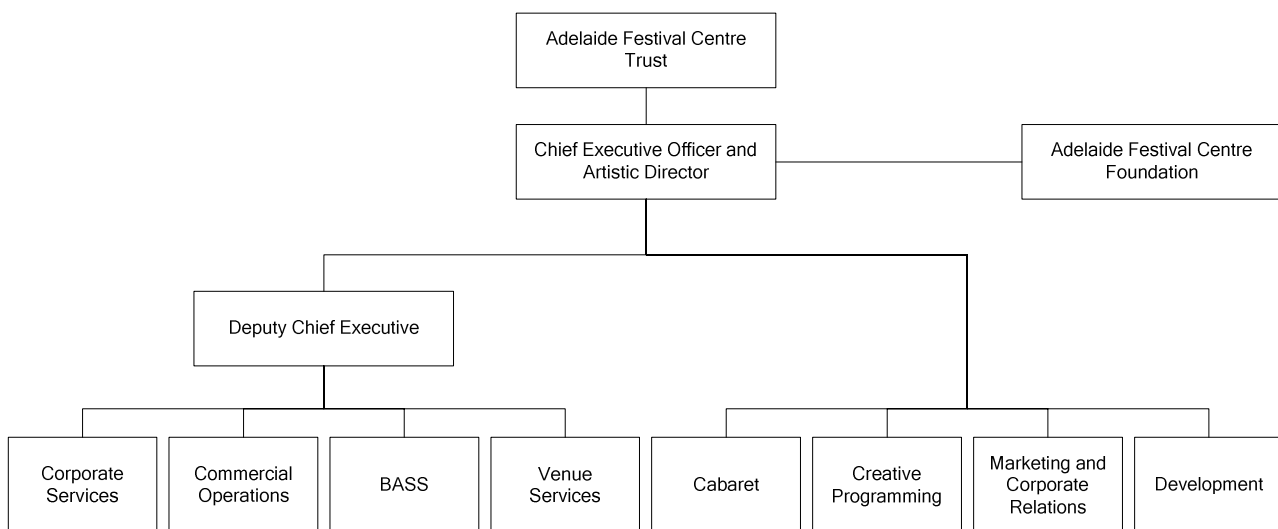 Adelaide Festival Centre
Trust
Chief Executive Officer and
Artistic Director
Adelaide Festival Centre
Foundation
Deputy Chief Executive
Corporate
Services
Commercial
Operations
BASS
Venue
Services
Cabaret
Creative
Programming
Marketing and
Corporate
Relations
Development